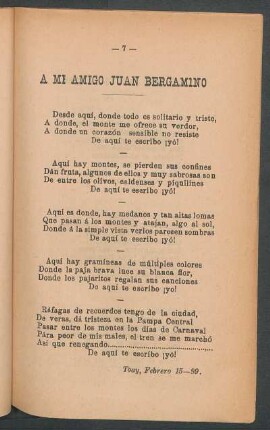 — 7 —
A MI AMIGO JUAN BERGAMINO
Desde aquí, donde todo es solitario y triste,
A donde, el monte me ofrece su verdor,
A donde un corazón sensible no resiste
De aquí te escribo ¡yó!
—
Aquí hay montes, se pierden sus confines
Dán fruta, algunos de ellos y muy sabrosas son
De entre los olivos, caldenses y piquilines
De aquí te escribo ¡yó!
—
Aquí es donde, hay medanos y tan altas lomas
Que pasan á los montes y atajan, algo al sol,
Donde á la simple vista verlos parecen sombras
De aquí te escribo ¡yó!
—
Aquí hay gramíneas de múltiples colores
Donde la paja brava luce su blanca flor,
Donde los pajaritos regalan sus canciones
De aquí te escribo ¡yó!
—
Ráfagas de recuerdos tengo de la ciudad,
De veras, dá tristeza en la Pampa Central
Pasar entre los montes los días de Carnaval
Pára peor de mis males, el tren se me marchó
Así que renegando
De aquí te escribo ¡yó!
Toay, Febrero 15—99.